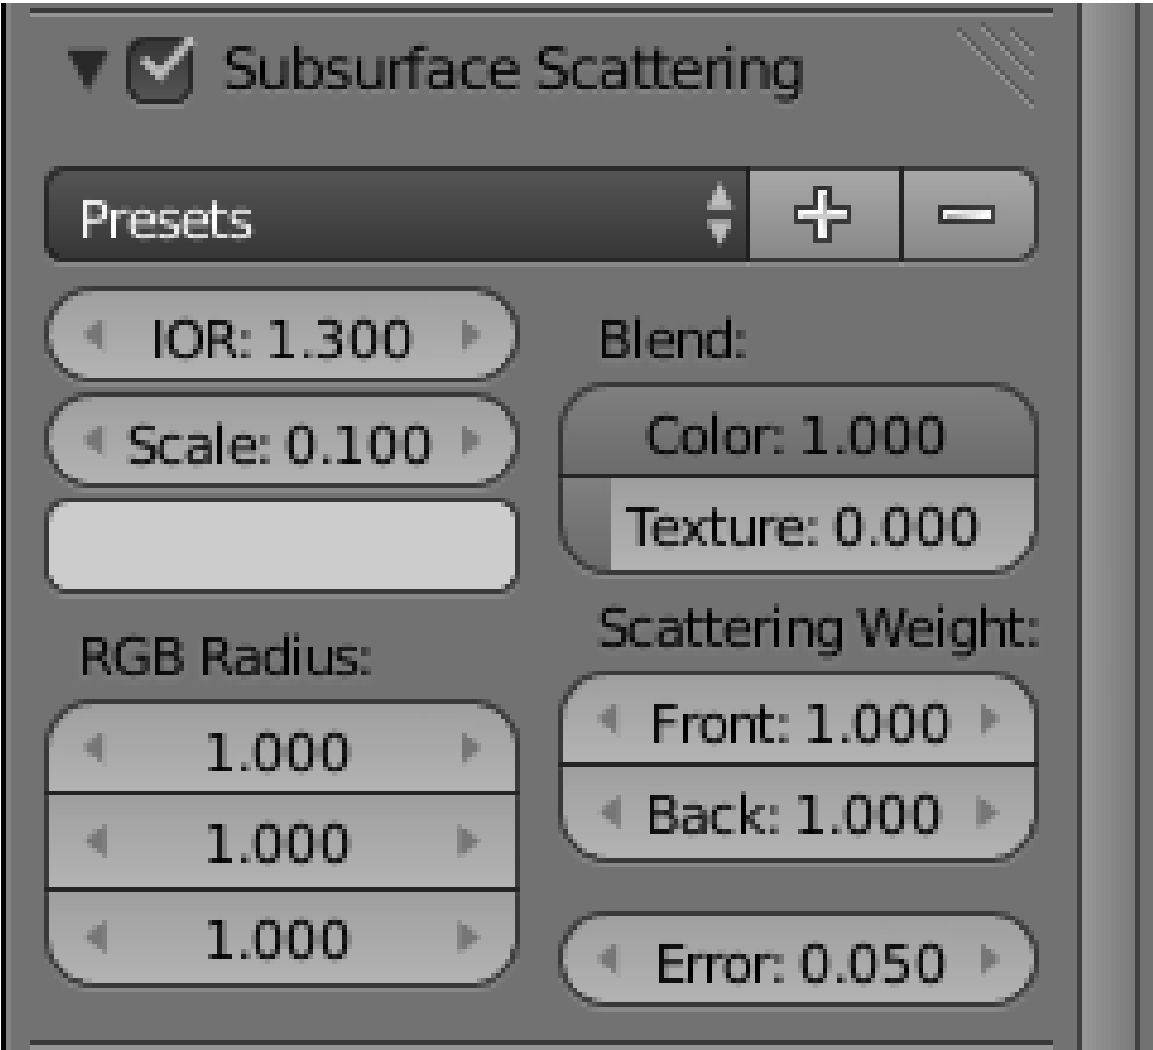 Subsurface Scattering
Presets
IOR: 1.300
Scale: 0.100
RGB Radius:
1.000
1.000
1.000
Blend:
Color: 1.000
Texture: 0.000
Scattering Weight:
Front: 1.000
Back: 1.000
Error: 0.050